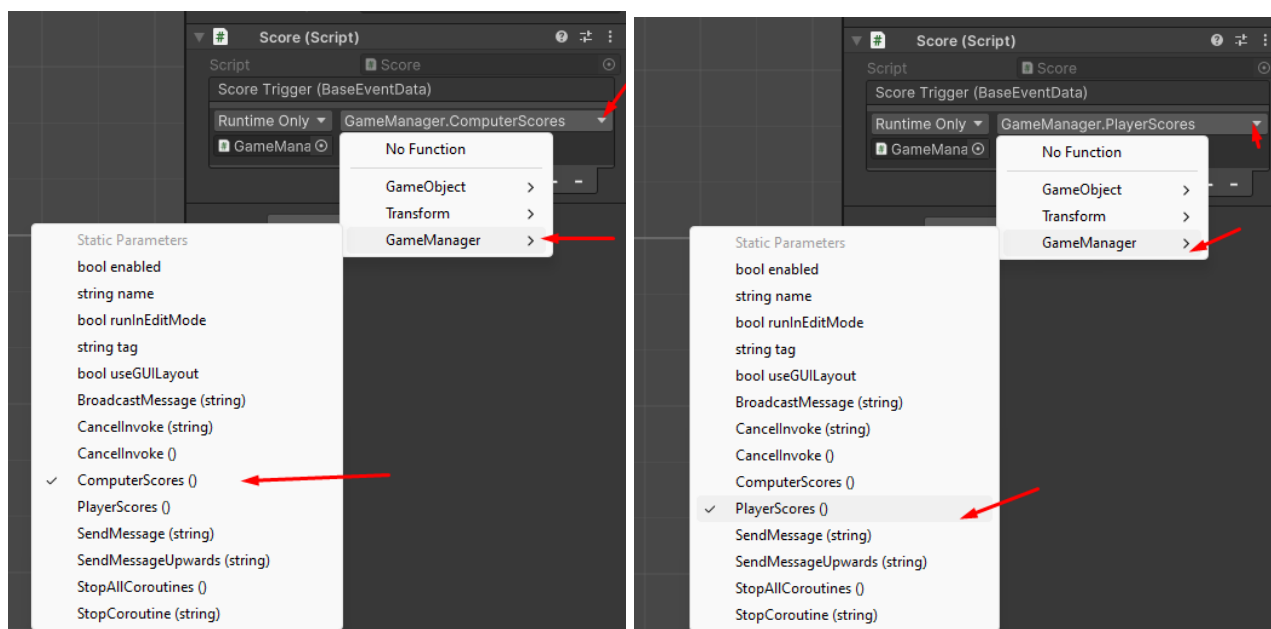 Score (Script)
Script
Score
Score Trigger (BaseEventData)
Runtime Only
GameManager.ComputerScores
GameMana
No Function
GameObject
Transform
GameManager
Static Parameters
bool enabled
string name
bool runInEditMode
string tag
bool useGUILayout
BroadcastMessage (string)
CancelInvoke (string)
CancelInvoke ()
ComputerScores ()
PlayerScores ()
SendMessage (string)
SendMessageUpwards (string)
StopAllCoroutines ()
StopCoroutine (string)
Score (Script)
Script
Score
Score Trigger (BaseEventData)
Runtime Only
GameManager.PlayerScores
GameMana
No Function
GameObject
Transform
GameManager
Static Parameters
bool enabled
string name
bool runInEditMode
string tag
bool useGUILayout
BroadcastMessage (string)
CancelInvoke (string)
CancelInvoke ()
ComputerScores ()
PlayerScores ()
SendMessage (string)
SendMessageUpwards (string)
StopAllCoroutines ()
StopCoroutine (string)